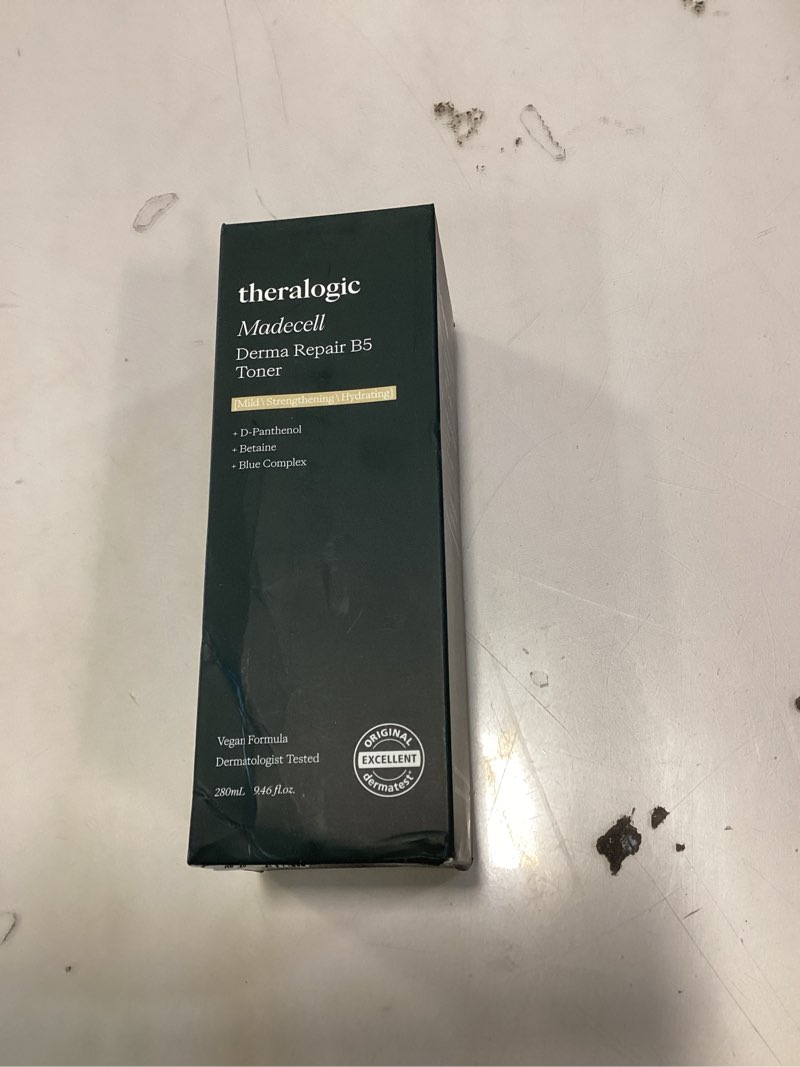 theralogic
Madecell
Derma Repair B5
Toner
[Mild \ Strengthening \ Hydrating]
+ D-Panthenol
+ Betaine
+ Blue Complex
Vegan Formula
Dermatologist Tested
280mL 9.46 fl.oz.
ORIGINAL
EXCELLENT
dermatest®